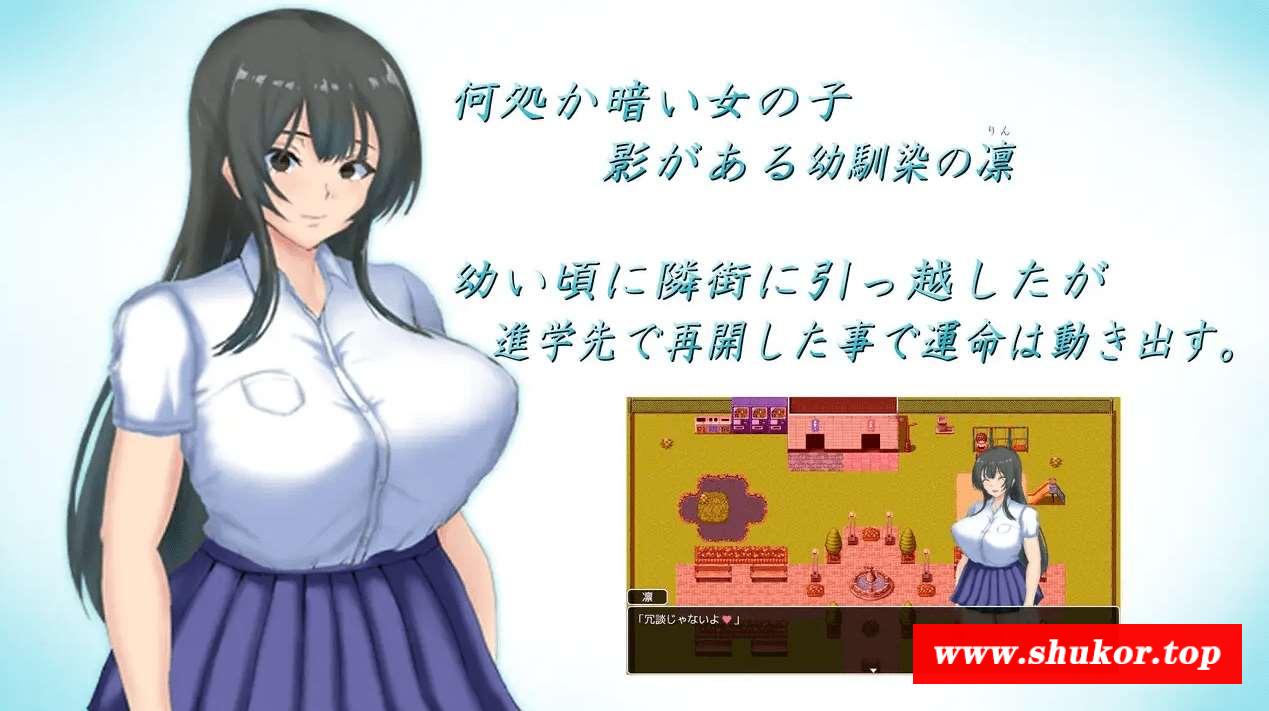 何処か暗い女の子
りん
影がある幼馴染の凛
幼い頃に隣街に引っ越したが
進学先で再開した事で運命は動き出す。
凛
「冗談じゃないよ♥」
www.shukor.top